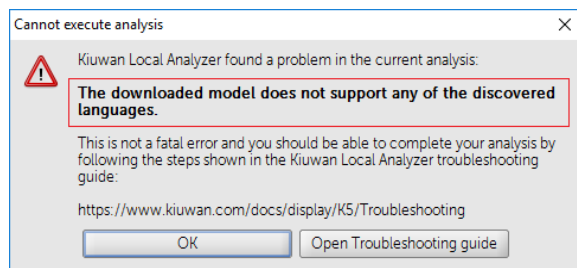 Cannot execute analysis
Kiuwan Local Analyzer found a problem in the current analysis:
The downloaded model does not support any of the discovered
languages.
This is not a fatal error and you should be able to complete your analysis by
following the steps shown in the Kiuwan Local Analyzer troubleshooting
guide:
https://www.kiuwan.com/docs/display/K5/Troubleshooting
OK
Open Troubleshooting guide